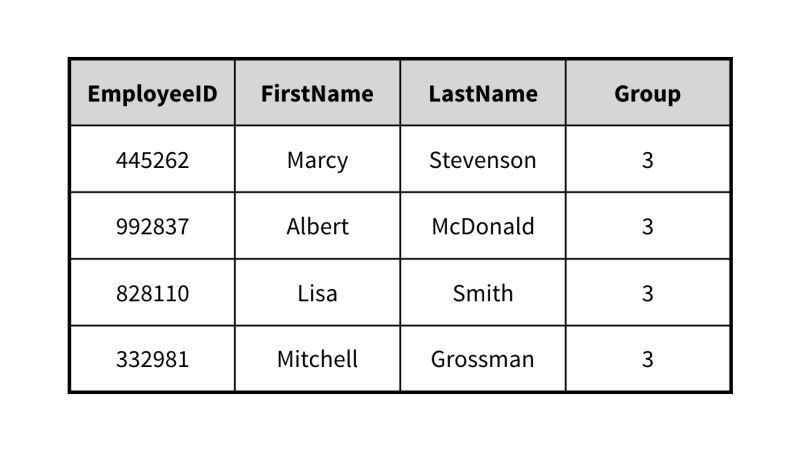 EmployeeID FirstName LastName Group
445262 Marcy Stevenson 3
992837 Albert McDonald 3
828110 Lisa Smith 3
332981 Mitchell Grossman 3